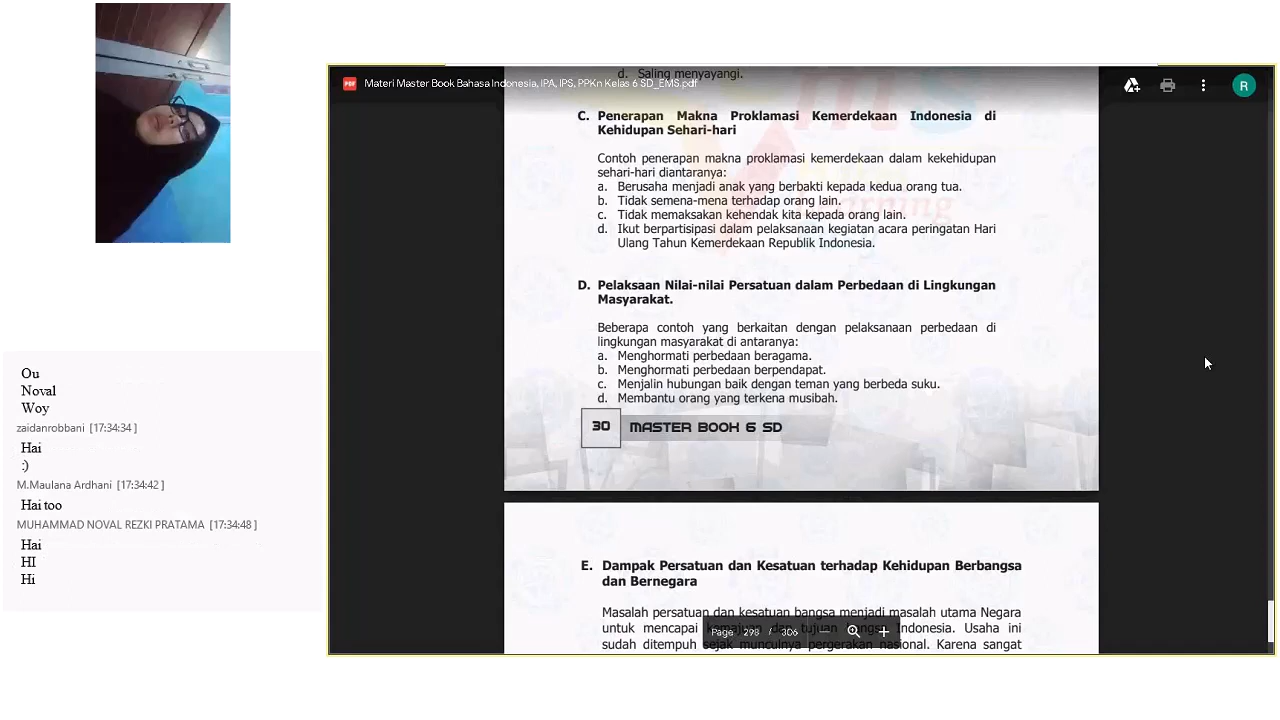 Ou
Noval
Woy
zaidanrobbani [17:34:34 ]
Hai
:)
M.Maulana Ardhani [17:34:42 ]
Hai too
MUHAMMAD NOVAL REZKI PRATAMA [17:34:48 ]
Hai
HI
Hi
PDF Materi Master Book Bahasa Indonesia, IPA, IPS, PPKn Kelas 6 SD_EMS.pdf
R
d. Saling menyayangi.
C. Penerapan Makna Proklamasi Kemerdekaan Indonesia di
Kehidupan Sehari-hari
Contoh penerapan makna proklamasi kemerdekaan dalam kekehidupan
sehari-hari diantaranya:
a. Berusaha menjadi anak yang berbakti kepada kedua orang tua.
b. Tidak semena-mena terhadap orang lain.
c. Tidak memaksakan kehendak kita kepada orang lain.
d. Ikut berpartisipasi dalam pelaksanaan kegiatan acara peringatan Hari
Ulang Tahun Kemerdekaan Republik Indonesia.
D. Pelaksaan Nilai-nilai Persatuan dalam Perbedaan di Lingkungan
Masyarakat.
Beberapa contoh yang berkaitan dengan pelaksanaan perbedaan di
lingkungan masyarakat di antaranya:
a. Menghormati perbedaan beragama.
b. Menghormati perbedaan berpendapat.
c. Menjalin hubungan baik dengan teman yang berbeda suku.
d. Membantu orang yang terkena musibah.
30 MASTER BOOK 6 SD
E. Dampak Persatuan dan Kesatuan terhadap Kehidupan Berbangsa
dan Bernegara
Masalah persatuan dan kesatuan bangsa menjadi masalah utama Negara
untuk mencapai kemajuan dan tujuan bangsa Indonesia. Usaha ini
Page 298 / 306
sudah ditempuh sejak munculnya pergerakan nasional. Karena sangat